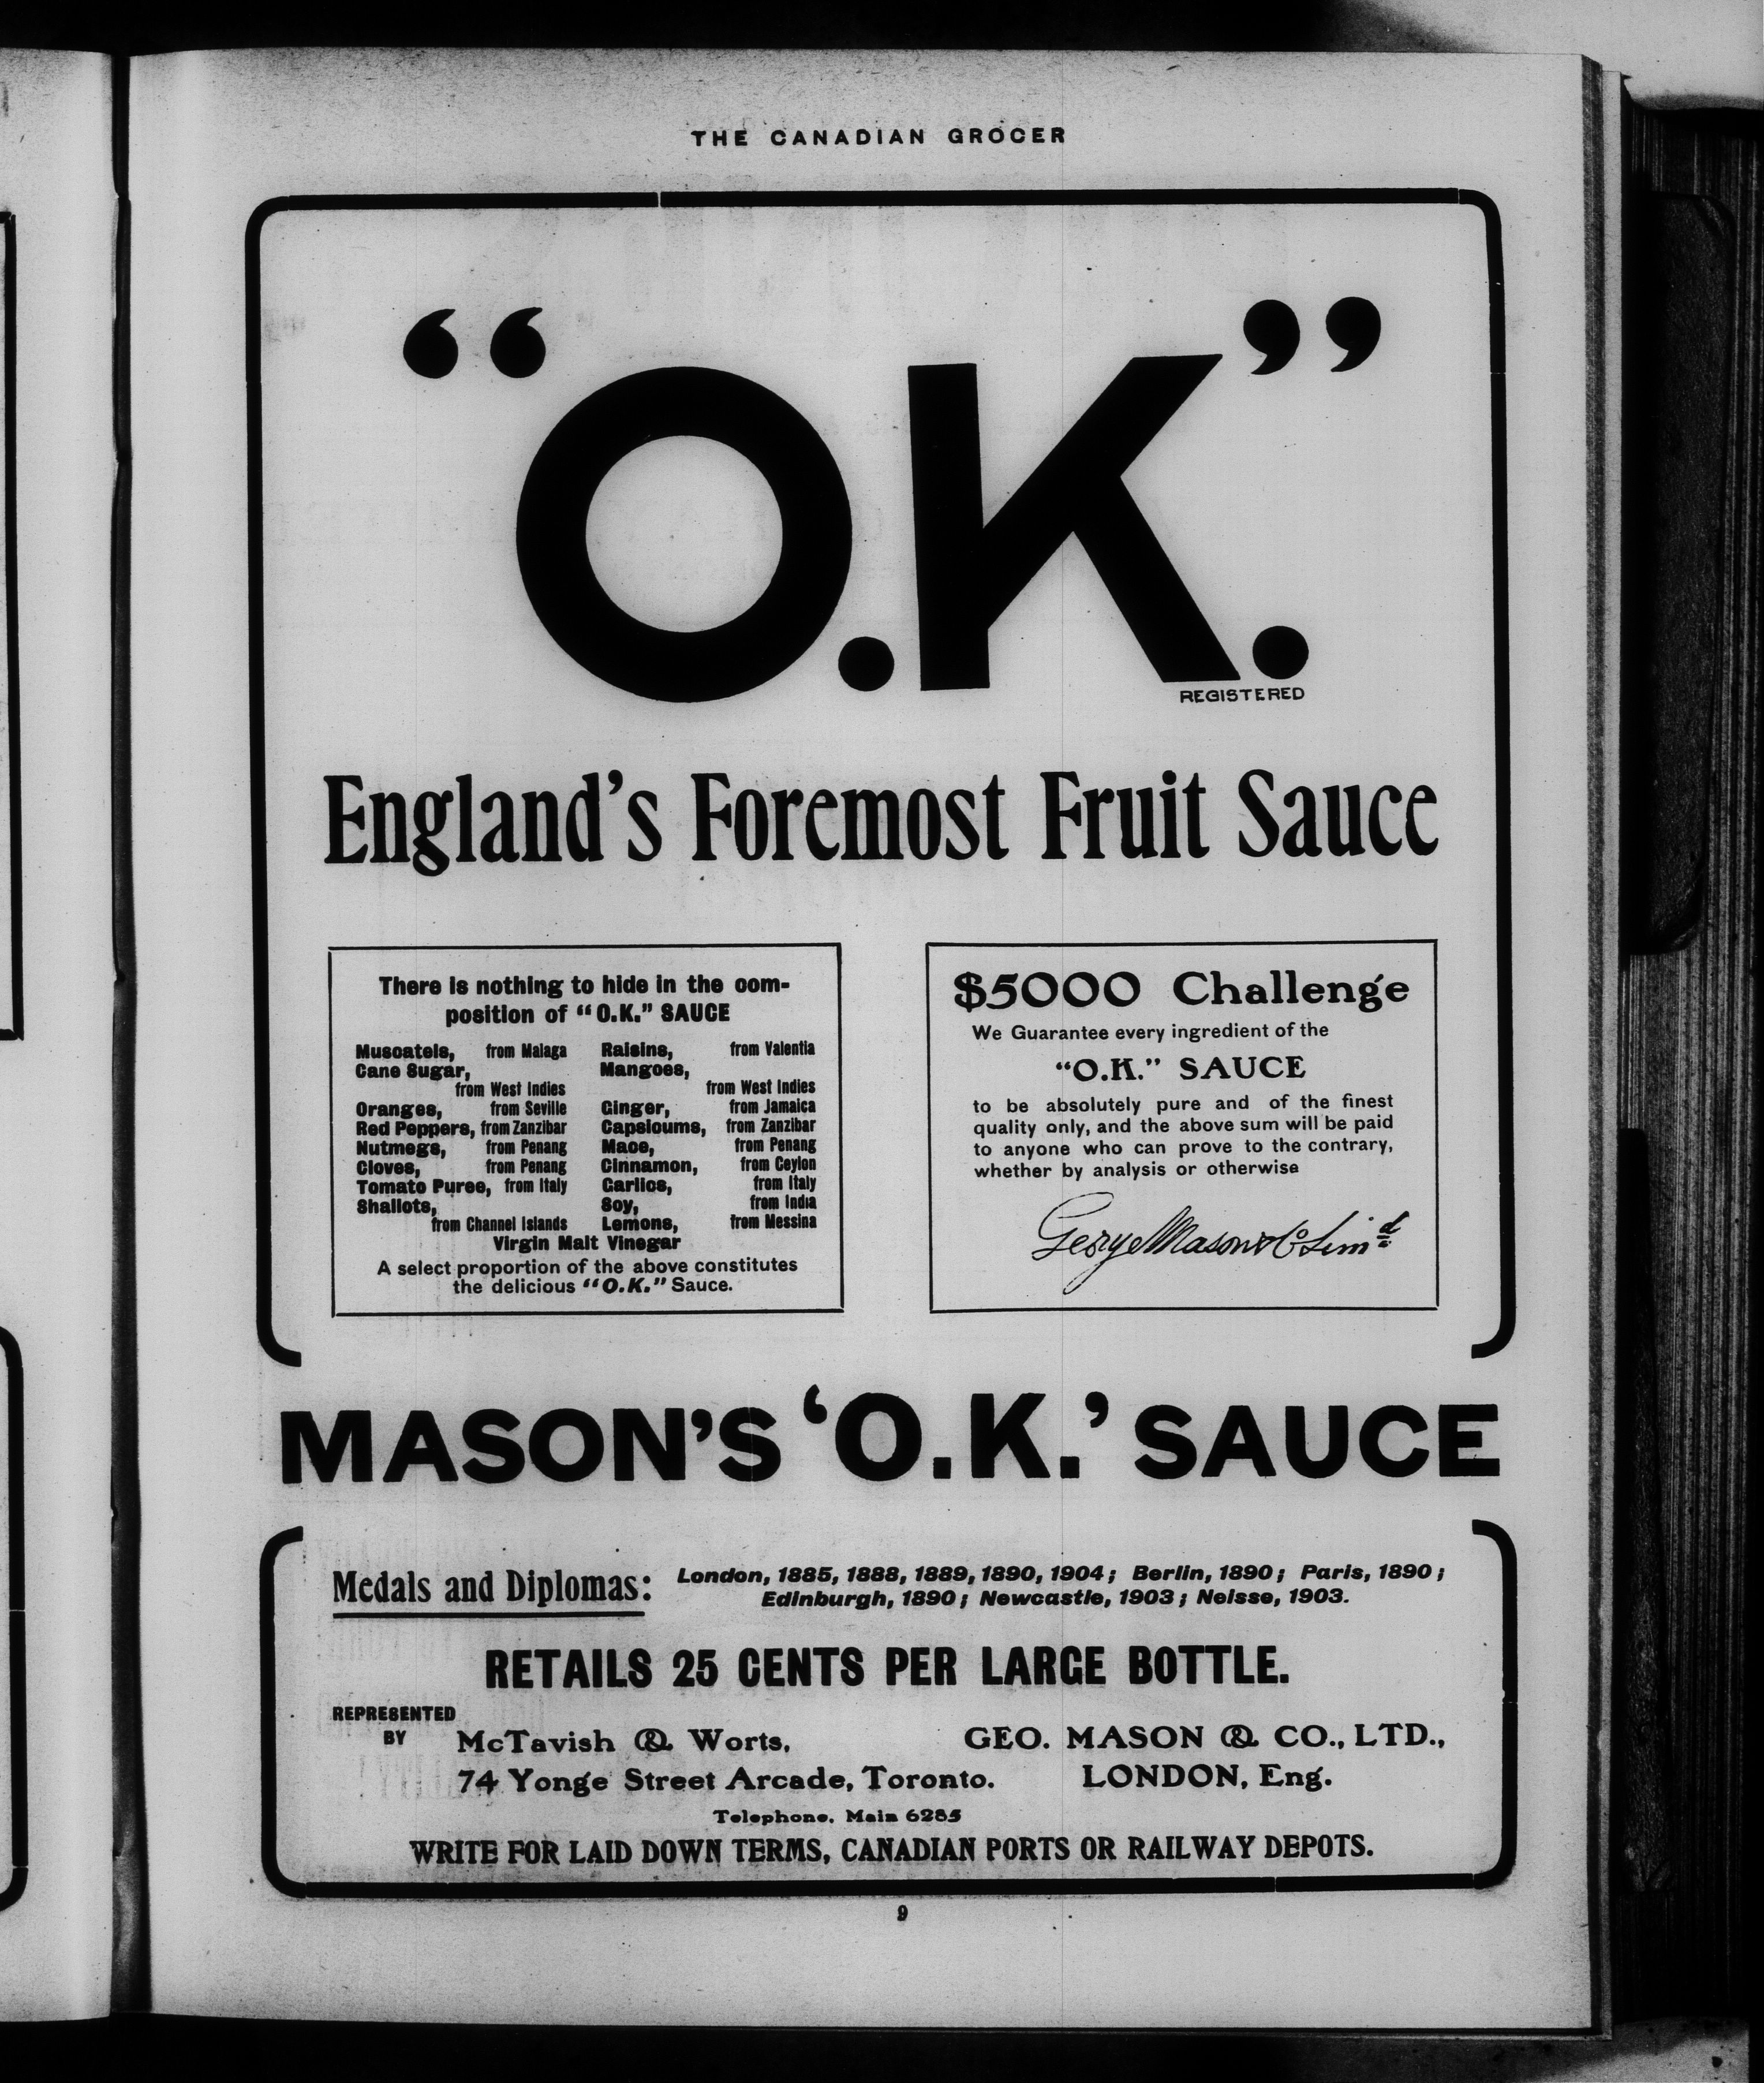 THE CANADIAN GROCER
“O.K.”
REGISTERED
England's Foremost Fruit Sauce
There is nothing to hide in the com-
position of “O.K.” SAUCE
Muscatels, from Malaga
Cane Sugar,
from West Indies
Oranges, from Seville
Red Peppers, from Zanzibar
Nutmegs, from Penang
Cloves, from Penang
Tomato Puree, from Italy
Shallots,
from Channel Islands
Raisins, from Valentia
Mangoes,
from West Indies
Ginger, from Jamaica
Capsicums, from Zanzibar
Mace, from Penang
Cinnamon, from Ceylon
Garlics, from Italy
Soy, from India
Lemons, from Messina
Virgin Malt Vinegar
A select proportion of the above constitutes
the delicious “O.K.” Sauce.
$5000 Challenge
We Guarantee every ingredient of the
“O.K.” SAUCE
to be absolutely pure and of the finest
quality only, and the above sum will be paid
to anyone who can prove to the contrary,
whether by analysis or otherwise
George Mason & Co Limd
MASON'S ‘O.K.’ SAUCE
Medals and Diplomas: London, 1885, 1888, 1889, 1890, 1904; Berlin, 1890; Paris, 1890;
Edinburgh, 1890; Newcastle, 1903; Neisse, 1903.
RETAILS 25 CENTS PER LARGE BOTTLE.
REPRESENTED
BY
McTavish & Worts,
74 Yonge Street Arcade, Toronto.
GEO. MASON & CO., LTD.,
LONDON, Eng.
Telephone, Main 6285
WRITE FOR LAID DOWN TERMS, CANADIAN PORTS OR RAILWAY DEPOTS.
9